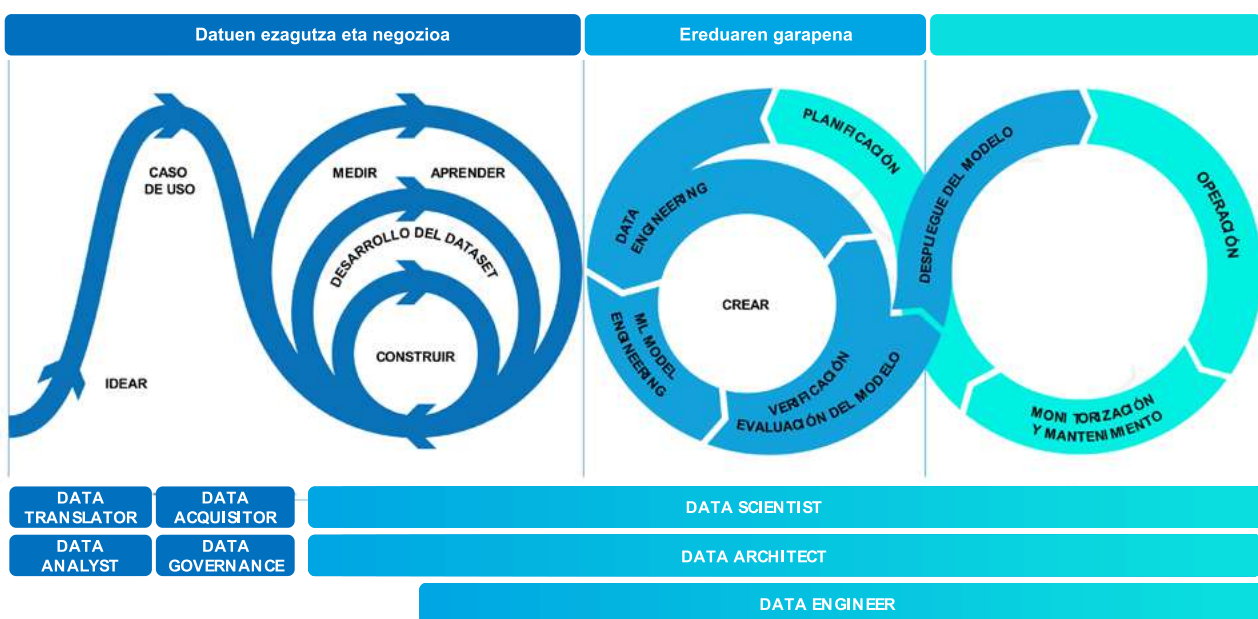 Datuen ezagutza eta negozioa
Ereduaren garapena
CASO
DE USO
IDEAR
MEDIR
APRENDER
DESARROLLO DEL DATASET
CONSTRUIR
DATA
ENGINEERING
PLANIFICACIÓN
CREAR
ML MODEL
ENGINEERING
VERIFICACIÓN
EVALUACIÓN DEL MODELO
DESPLIEGUE DEL MODELO
OPERACIÓN
MONITORIZACIÓN
Y MANTENIMIENTO
DATA
TRANSLATOR
DATA
ACQUISITOR
DATA SCIENTIST
DATA
ANALYST
DATA
GOVERNANCE
DATA ARCHITECT
DATA ENGINEER